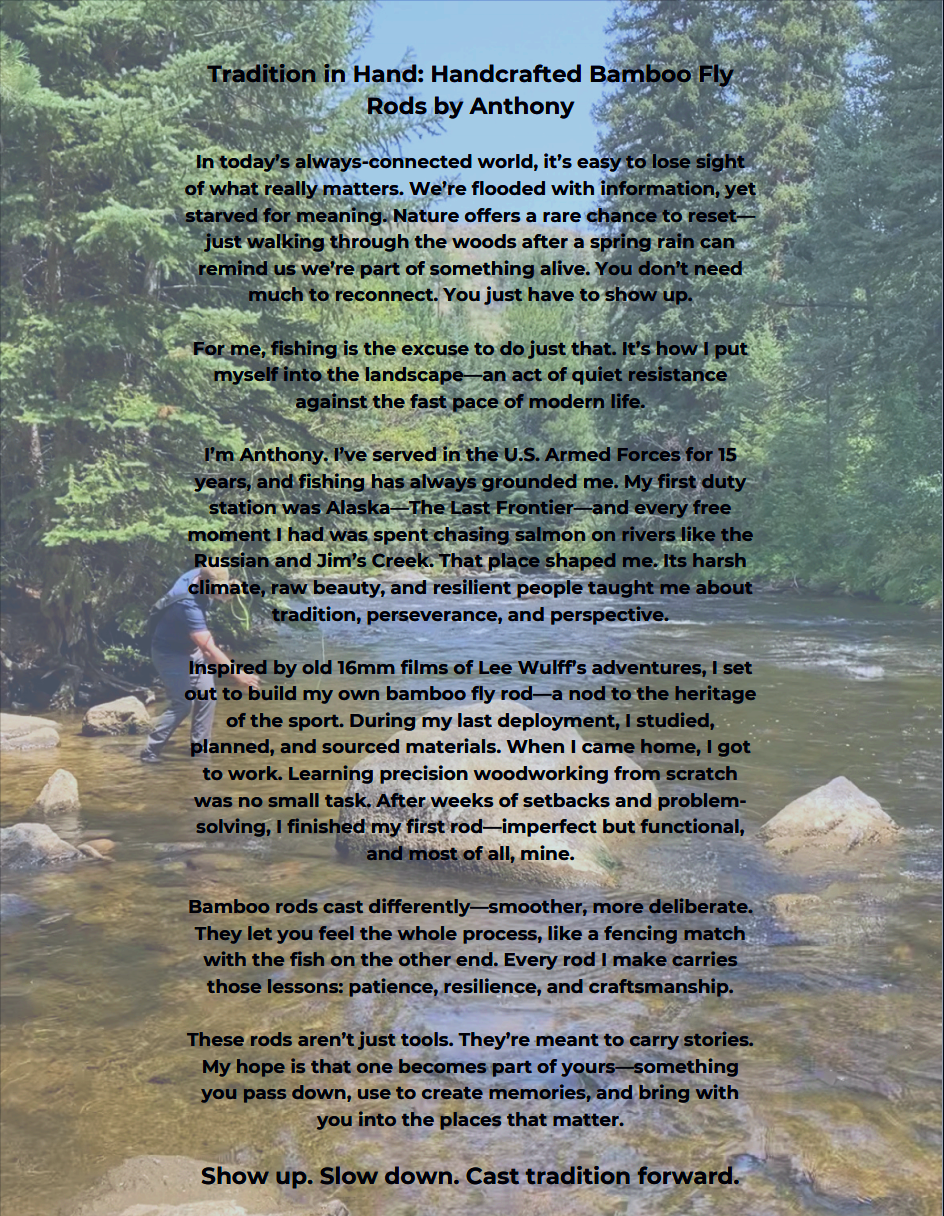 Tradition in Hand: Handcrafted Bamboo Fly
Rods by Anthony
In today’s always-connected world, it’s easy to lose sight
of what really matters. We’re flooded with information, yet
starved for meaning. Nature offers a rare chance to reset—
just walking through the woods after a spring rain can
remind us we’re part of something alive. You don’t need
much to reconnect. You just have to show up.
For me, fishing is the excuse to do just that. It’s how I put
myself into the landscape—an act of quiet resistance
against the fast pace of modern life.
I’m Anthony. I’ve served in the U.S. Armed Forces for 15
years, and fishing has always grounded me. My first duty
station was Alaska—The Last Frontier—and every free
moment I had was spent chasing salmon on rivers like the
Russian and Jim’s Creek. That place shaped me. Its harsh
climate, raw beauty, and resilient people taught me about
tradition, perseverance, and perspective.
Inspired by old 16mm films of Lee Wulff’s adventures, I set
out to build my own bamboo fly rod—a nod to the heritage
of the sport. During my last deployment, I studied,
planned, and sourced materials. When I came home, I got
to work. Learning precision woodworking from scratch
was no small task. After weeks of setbacks and problem-
solving, I finished my first rod—imperfect but functional,
and most of all, mine.
Bamboo rods cast differently—smoother, more deliberate.
They let you feel the whole process, like a fencing match
with the fish on the other end. Every rod I make carries
those lessons: patience, resilience, and craftsmanship.
These rods aren’t just tools. They’re meant to carry stories.
My hope is that one becomes part of yours—something
you pass down, use to create memories, and bring with
you into the places that matter.
Show up. Slow down. Cast tradition forward.